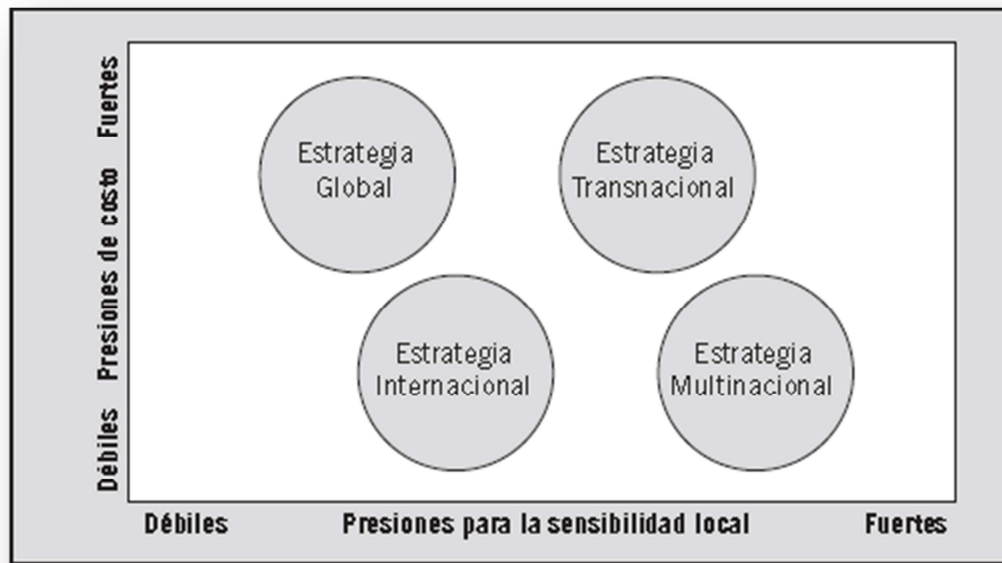 Fuertes
Presiones de costo
Débiles
Estrategia
Global
Estrategia
Transnacional
Estrategia
Internacional
Estrategia
Multinacional
Débiles
Presiones para la sensibilidad local
Fuertes